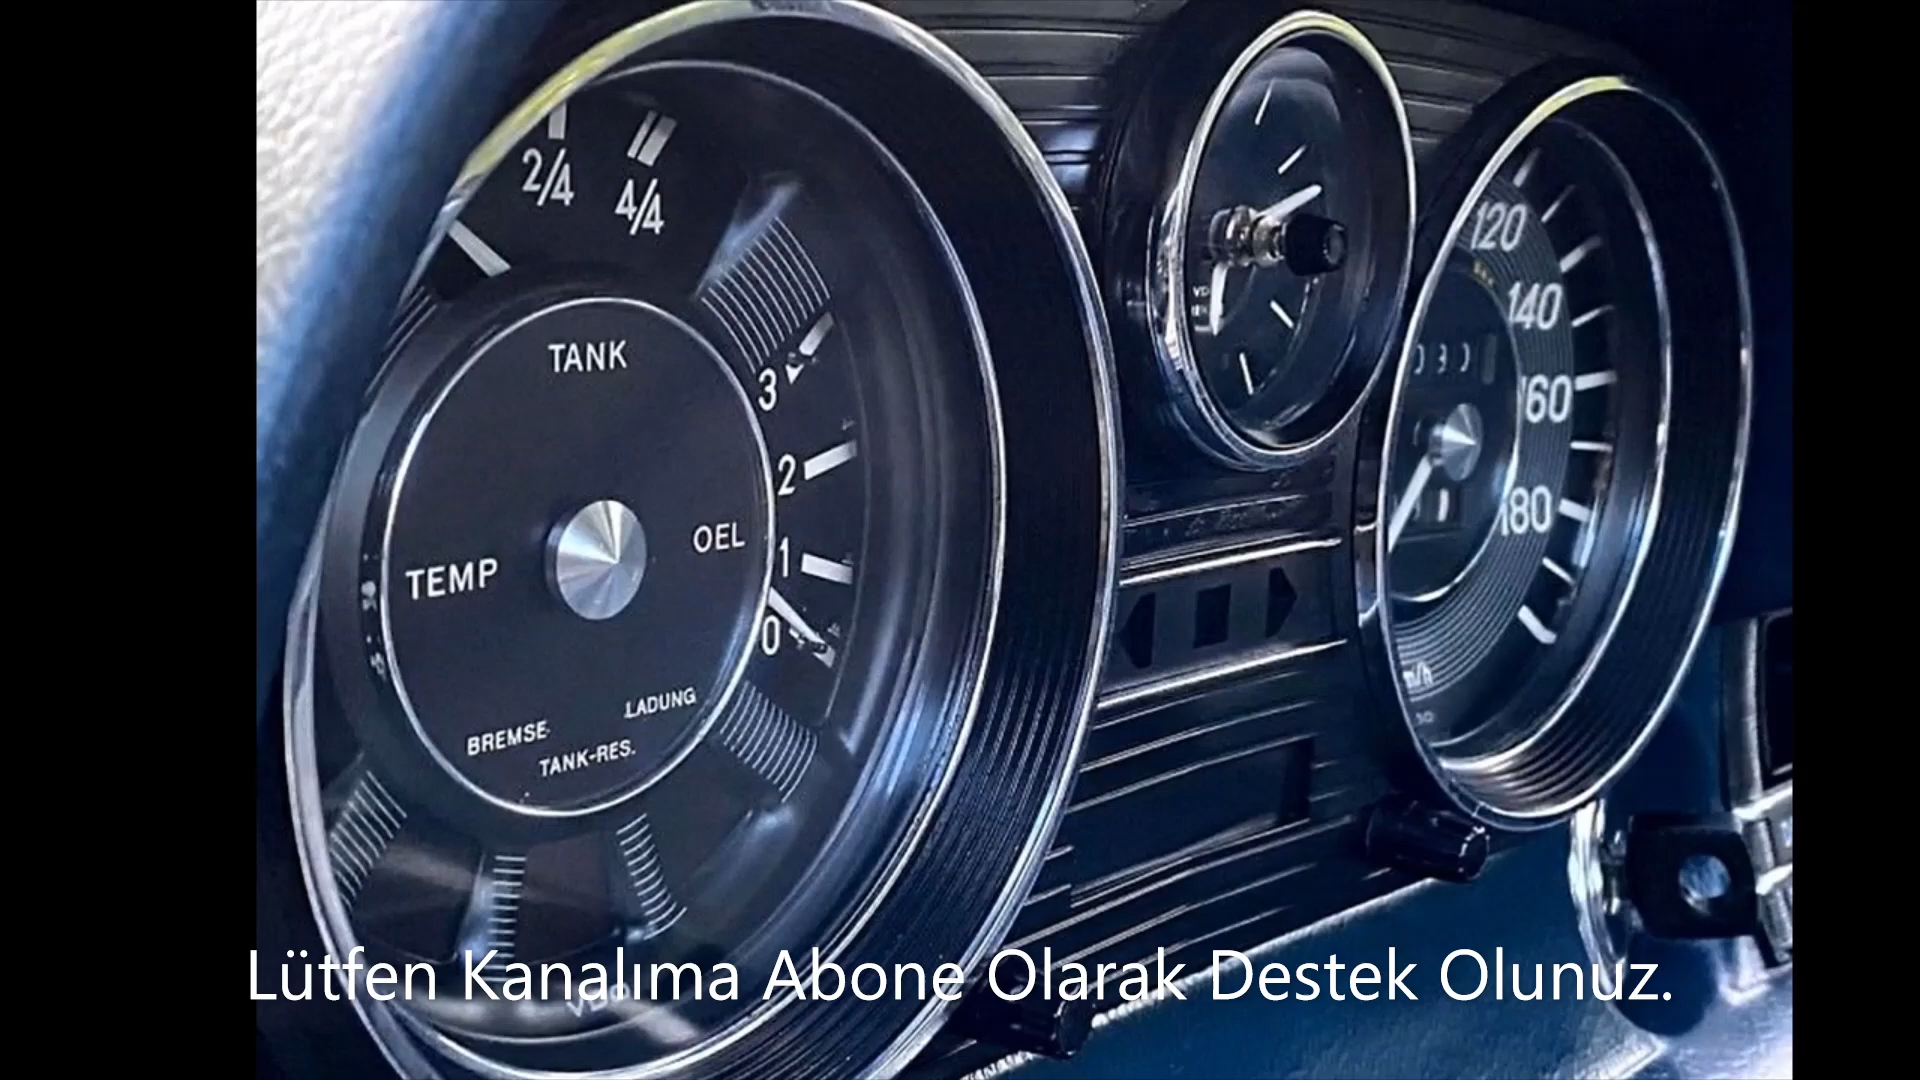 2/4
4/4
TANK
3
2
OEL
1
TEMP
0
LADUNG
BREMSE
TANK-RES.
120
140
160
180
Lütfen Kanalıma Abone Olarak Destek Olunuz.